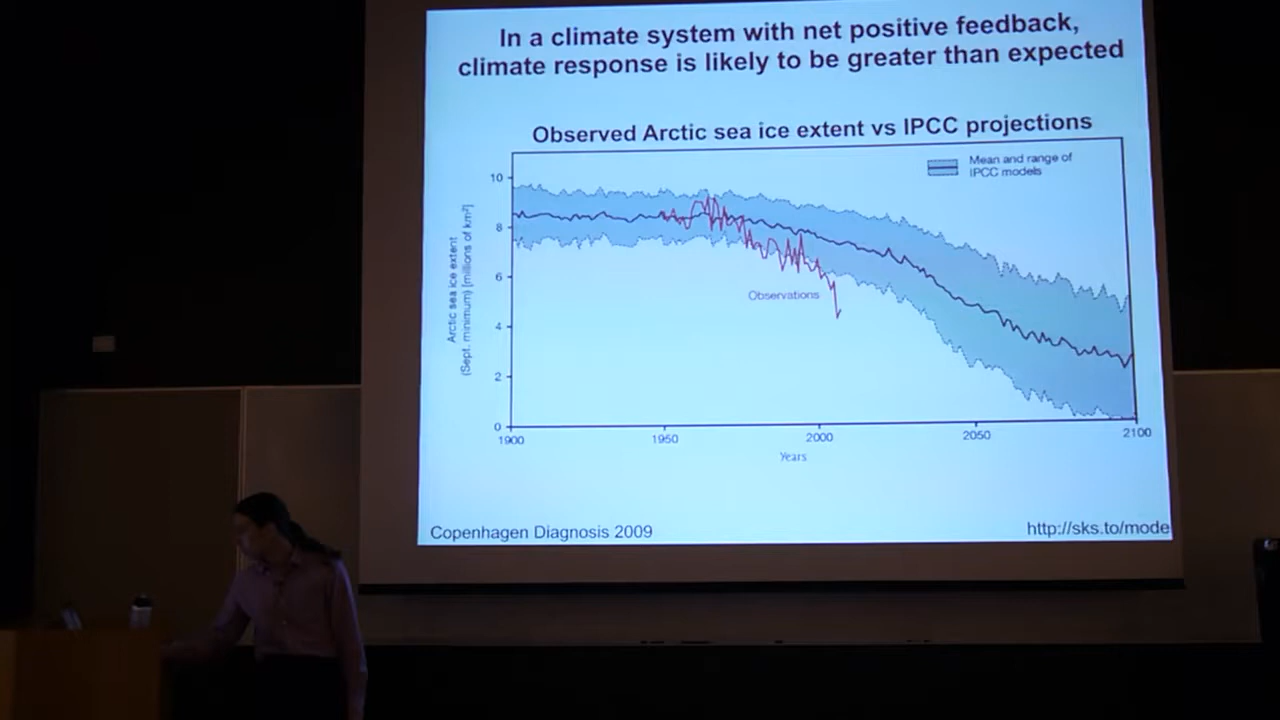 In a climate system with net positive feedback,
climate response is likely to be greater than expected
Observed Arctic sea ice extent vs IPCC projections
Mean and range of
IPCC models
Arctic sea ice extent
(Sept. minimum) [millions of km²]
10
8
6
4
2
0
Observations
1900
1950
2000
2050
2100
Years
Copenhagen Diagnosis 2009
http://sks.to/mode